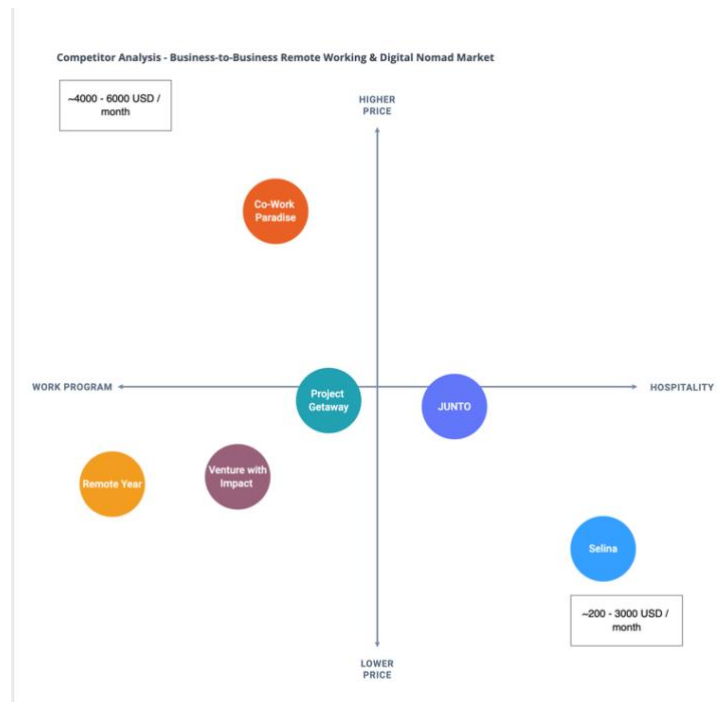 Competitor Analysis - Business-to-Business Remote Working & Digital Nomad Market
~4000 - 6000 USD /
month
HIGHER
PRICE
Co-Work
Paradise
WORK PROGRAM
HOSPITALITY
Project
Getaway
JUNTO
Remote Year
Venture with
Impact
Selina
~200 - 3000 USD /
month
LOWER
PRICE